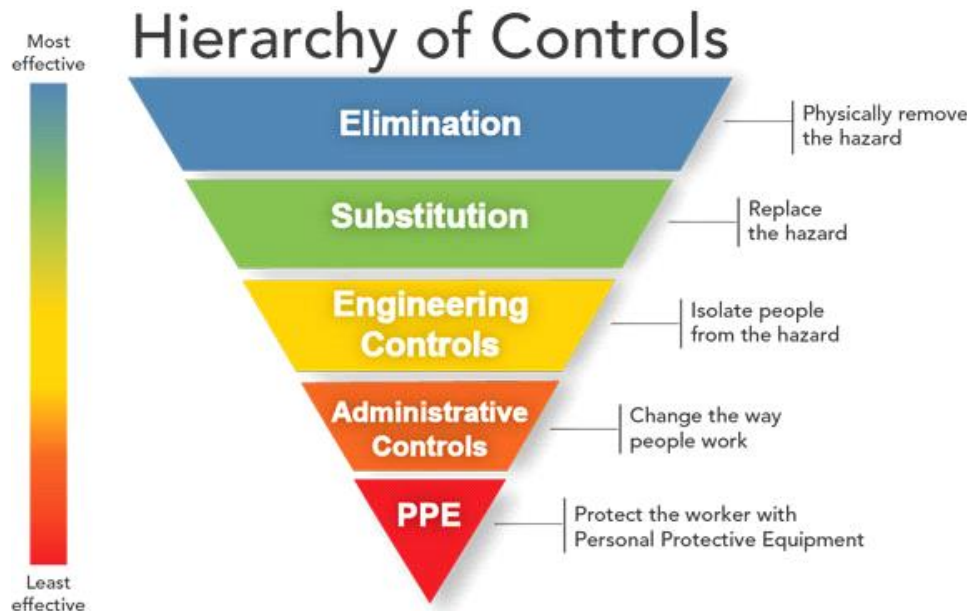 Hierarchy of Controls
Most
effective
Elimination
Physically remove
the hazard
Substitution
Replace
the hazard
Engineering
Controls
Isolate people
from the hazard
Administrative
Controls
Change the way
people work
PPE
Protect the worker with
Personal Protective Equipment
Least
effective